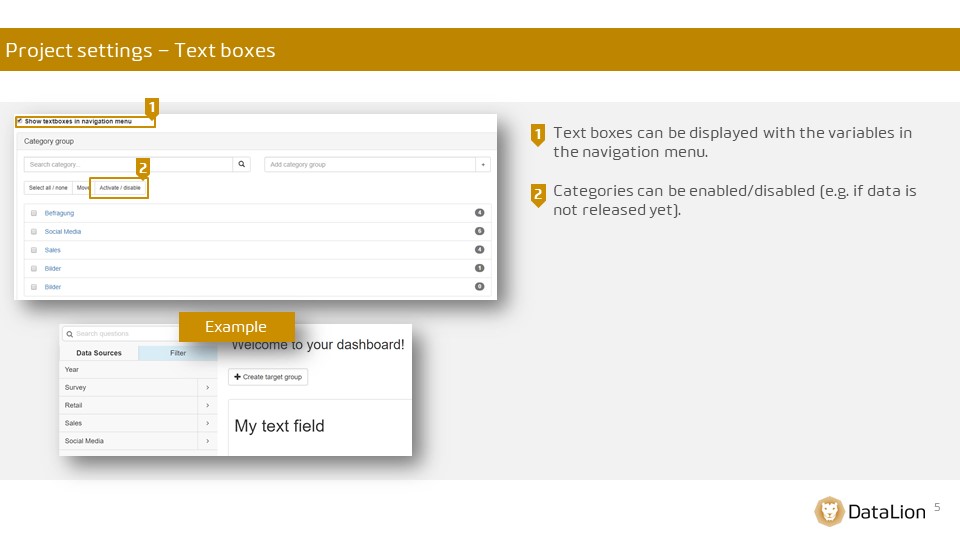 Project settings – Text boxes
1
Show textboxes in navigation menu
Category group
Search category...
Add category group
+
2
Select all / none
Move
Activate / disable
Befragung
4
Social Media
6
Sales
4
Bilder
1
Bilder
0
1
Text boxes can be displayed with the variables in
the navigation menu.
2
Categories can be enabled/disabled (e.g. if data is
not released yet).
Example
Search questions
Data Sources
Filter
Year
Survey
Retail
Sales
Social Media
Welcome to your dashboard!
+ Create target group
My text field
DataLion
5